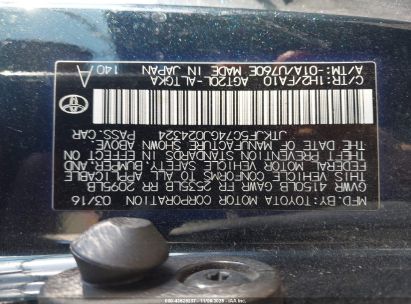 MFD. BY: TOYOTA MOTOR CORPORATION 03/16
GVWR 4150LB GAWR FR 2535LB RR 2095LB
THIS VEHICLE CONFORMS TO ALL APPLICABLE
FEDERAL MOTOR VEHICLE SAFETY, BUMPER, AND
THEFT PREVENTION STANDARDS IN EFFECT ON
THE DATE OF MANUFACTURE SHOWN ABOVE.
JTKJF5C74GJ024324 PASS. CAR
C/TR: 1H2/FA10 AGT20L-ALTGKA
A/TM: -01A/U760E MADE IN JAPAN 140 A